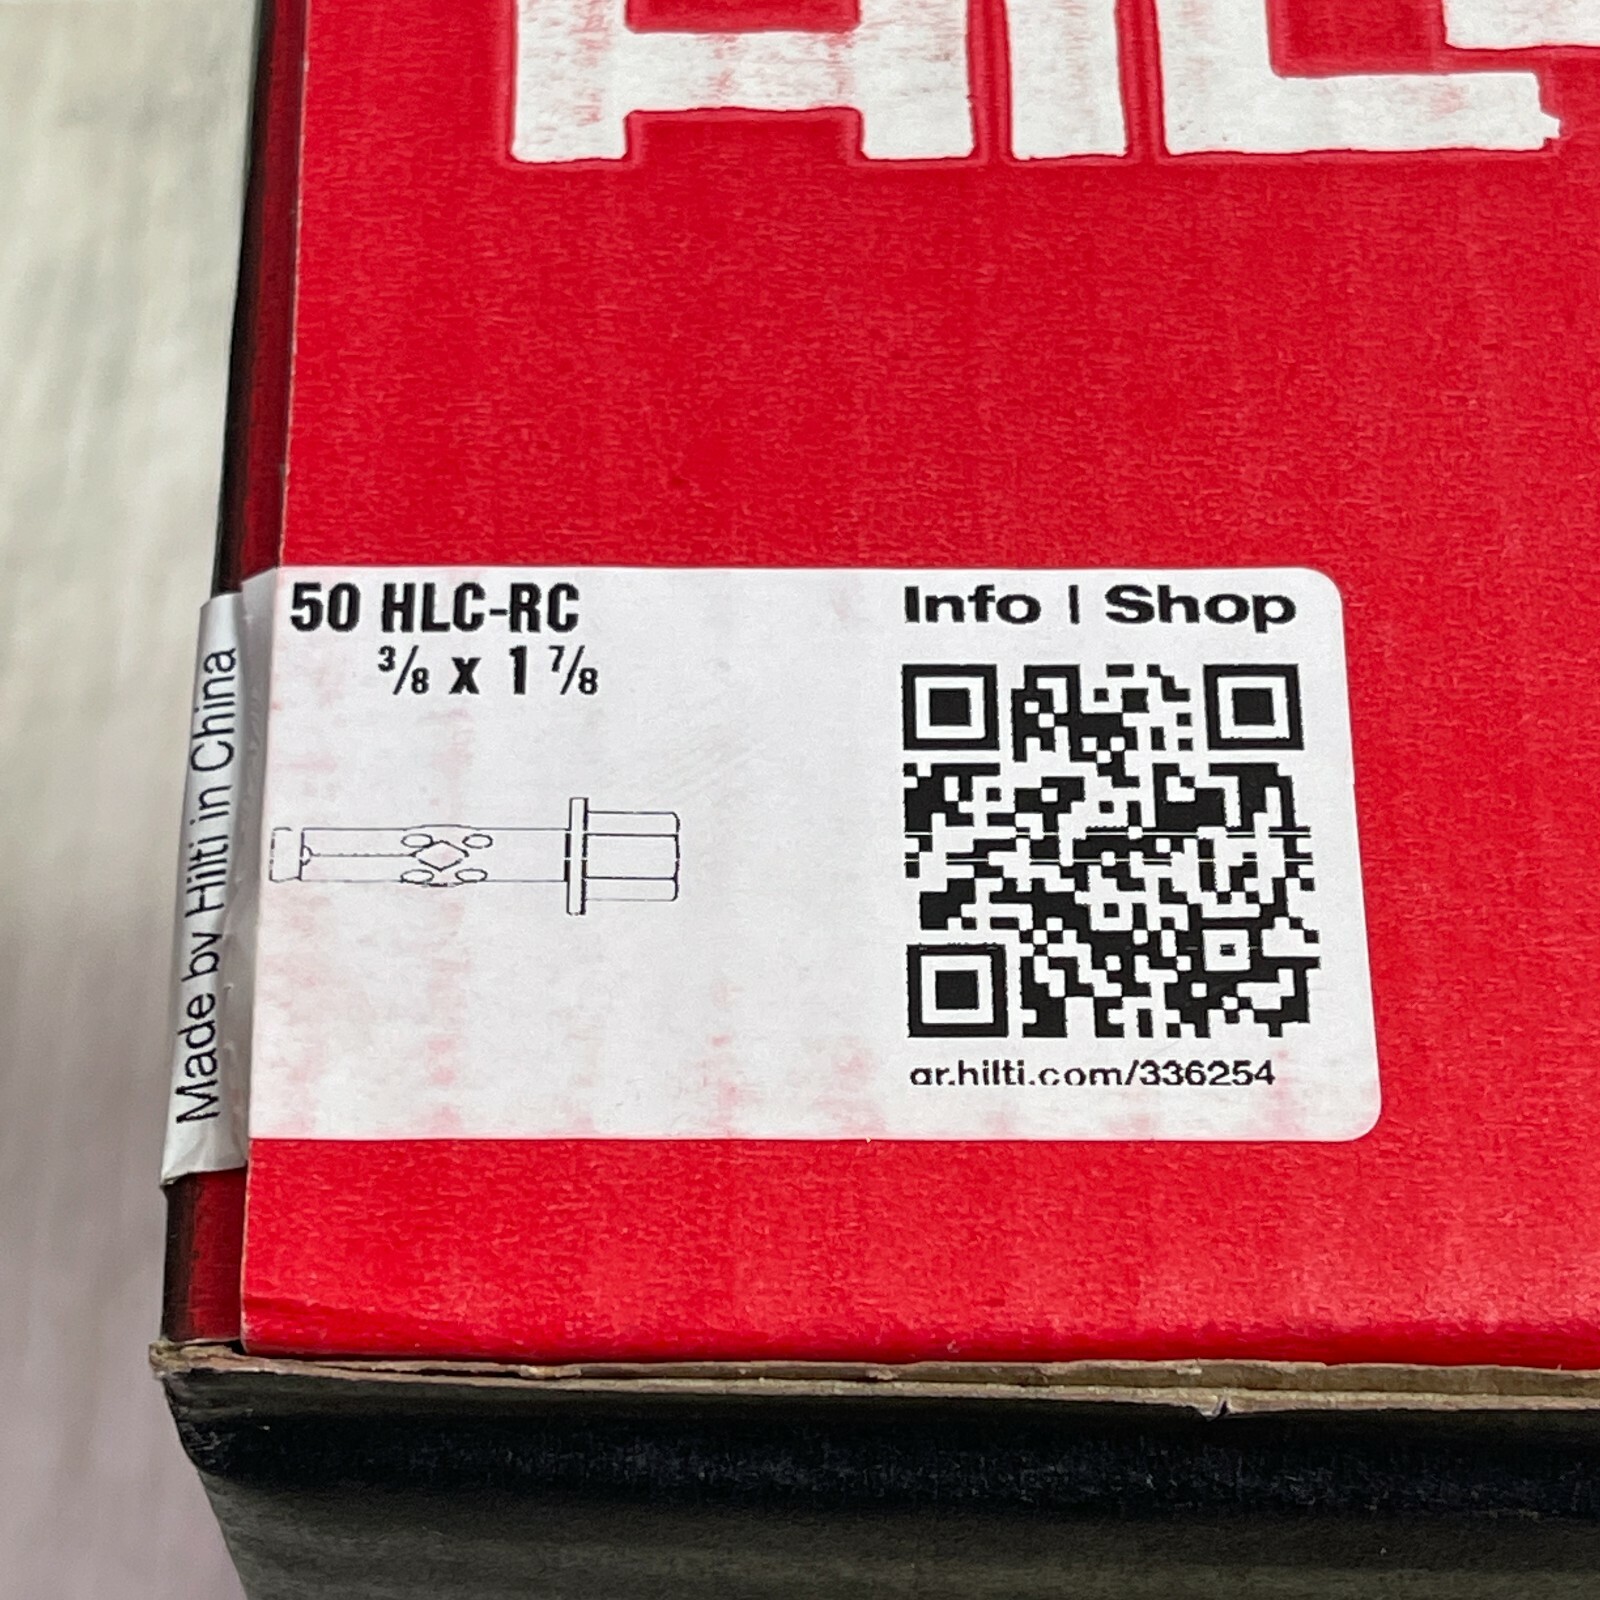 HILT
50 HLC-RC
3/8 x 1 7/8
Info | Shop
qr.hilti.com/336254
Made by Hilti in China